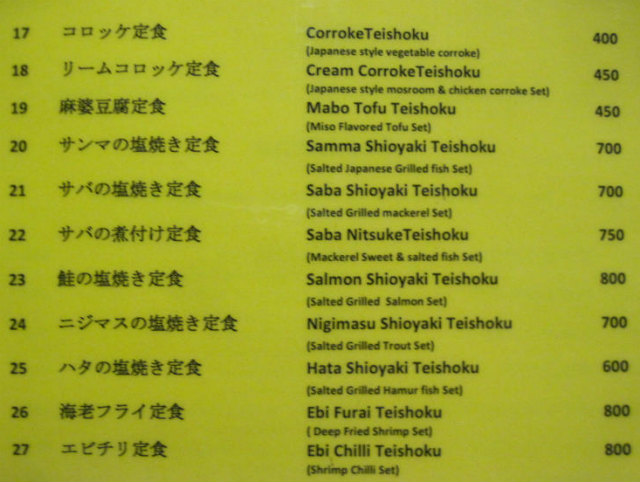 17 コロッケ定食 CorrokeTeishoku 400
(Japanese style vegetable corroke)
18 リームコロッケ定食 Cream CorrokeTeishoku 450
(Japanese style mosroom & chicken corroke Set)
19 麻婆豆腐定食 Mabo Tofu Teishoku 450
(Miso Flavored Tofu Set)
20 サンマの塩焼き定食 Samma Shioyaki Teishoku 700
(Salted Japanese Grilled fish Set)
21 サバの塩焼き定食 Saba Shioyaki Teishoku 700
(Salted Grilled mackerel Set)
22 サバの煮付け定食 Saba NitsukeTeishoku 750
(Mackerel Sweet & salted fish Set)
23 鮭の塩焼き定食 Salmon Shioyaki Teishoku 800
(Salted Grilled Salmon Set)
24 ニジマスの塩焼き定食 Nigimasu Shioyaki Teishoku 700
(Salted Grilled Trout Set)
25 ハタの塩焼き定食 Hata Shioyaki Teishoku 600
(Salted Grilled Hamur fish Set)
26 海老フライ定食 Ebi Furai Teishoku 800
( Deep Fried Shrimp Set)
27 エビチリ定食 Ebi Chilli Teishoku 800
(Shrimp Chilli Set)